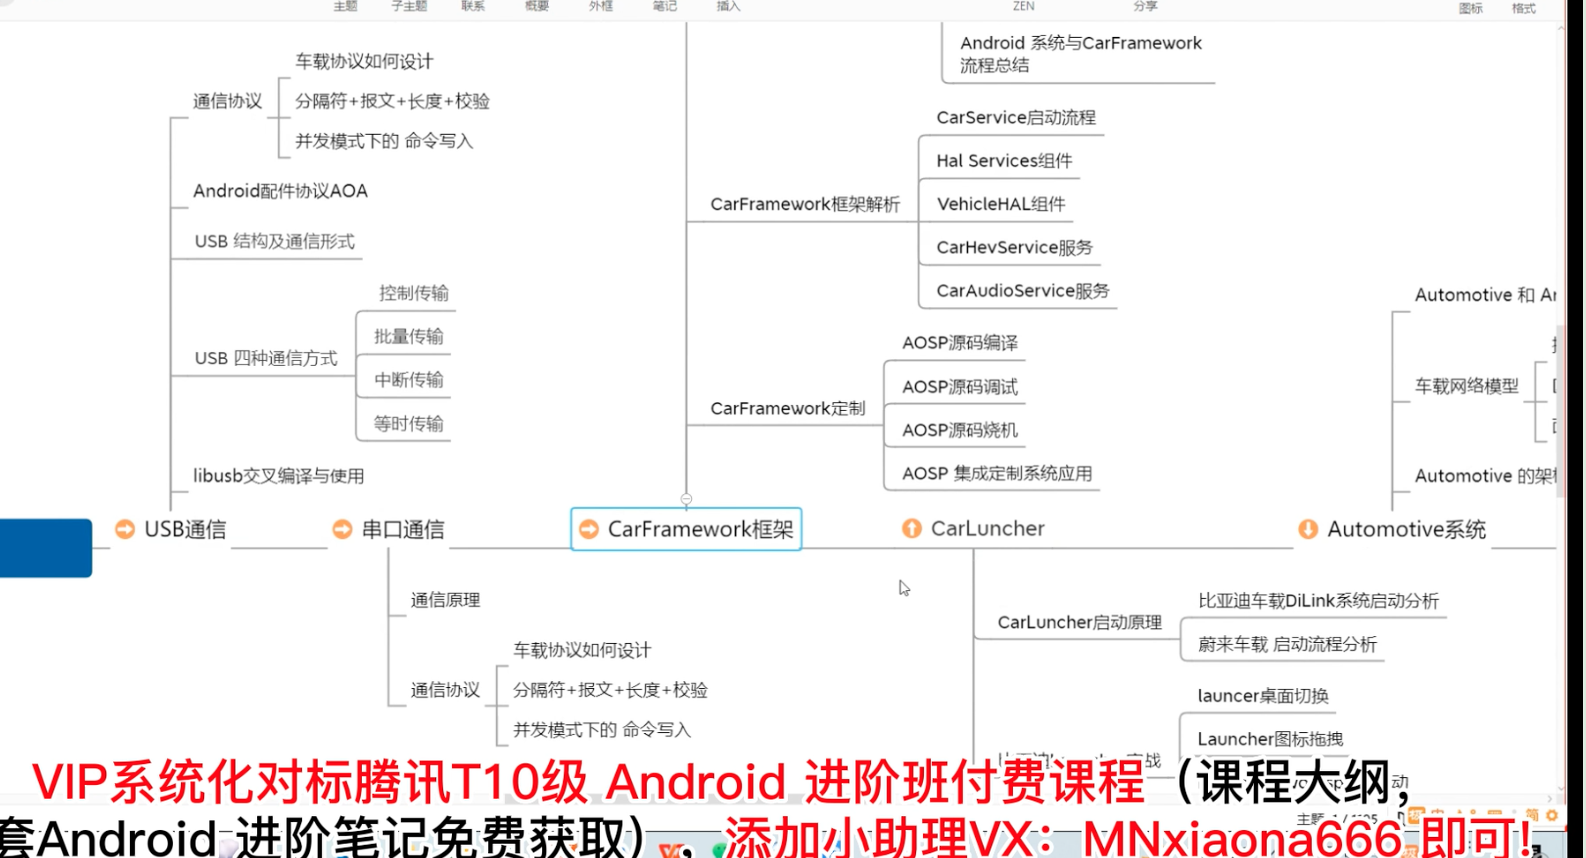 主题
子主题
联系
概要
外框
笔记
插入
ZEN
分享
图标
格式
车载协议如何设计
通信协议
分隔符+报文+长度+校验
并发模式下的 命令写入
Android配件协议AOA
USB 结构及通信形式
控制传输
批量传输
USB 四种通信方式
中断传输
等时传输
libusb交叉编译与使用
Android 系统与CarFramework
流程总结
CarService启动流程
Hal Services组件
CarFramework框架解析
VehicleHAL组件
CarHevService服务
CarAudioService服务
AOSP源码编译
AOSP源码调试
CarFramework定制
AOSP源码烧机
AOSP 集成定制系统应用
Automotive 和
车载网络模型
Automotive 的架
USB通信
串口通信
CarFramework框架
CarLuncher
Automotive系统
通信原理
车载协议如何设计
通信协议
分隔符+报文+长度+校验
并发模式下的 命令写入
CarLuncher启动原理
比亚迪车载DiLink系统启动分析
蔚来车载 启动流程分析
launcer桌面切换
Launcher图标拖拽
VIP系统化对标腾讯T10级 Android 进阶班付费课程（课程大纲，
套Android 进阶笔记免费获取），添加小助理VX：MNxiaona666 即可！